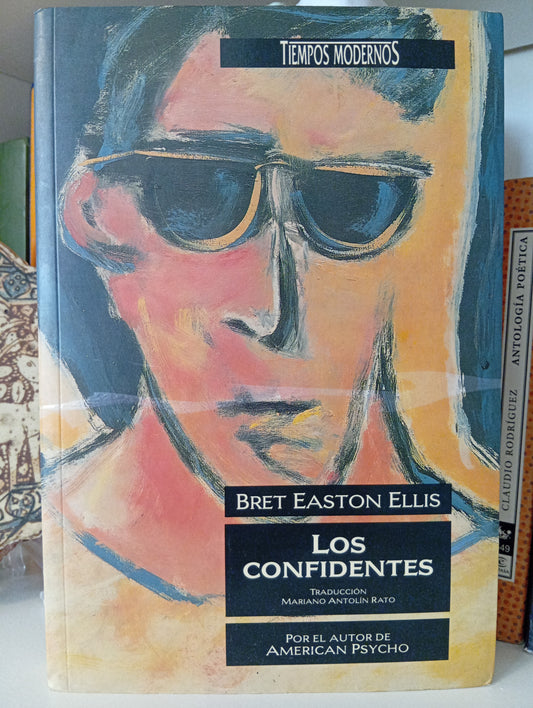 TIEMPOS MODERNOS
BRET EASTON ELLIS
LOS
CONFIDENTES
TRADUCCIÓN
MARIANO ANTOLÍN RATO
POR EL AUTOR DE
AMERICAN PSYCHO
CLAUDIO RODRÍGUEZ
ANTOLOGÍA POÉTICA
49